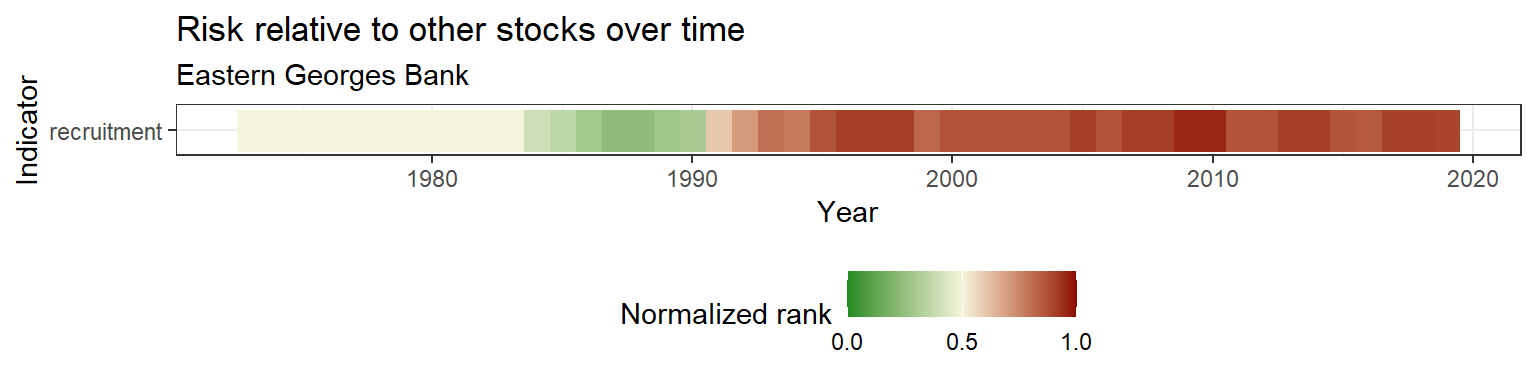 Risk relative to other stocks over time
Eastern Georges Bank
Indicator
recruitment
1980 1990 2000 2010 2020
Year
Normalized rank
0.0 0.5 1.0